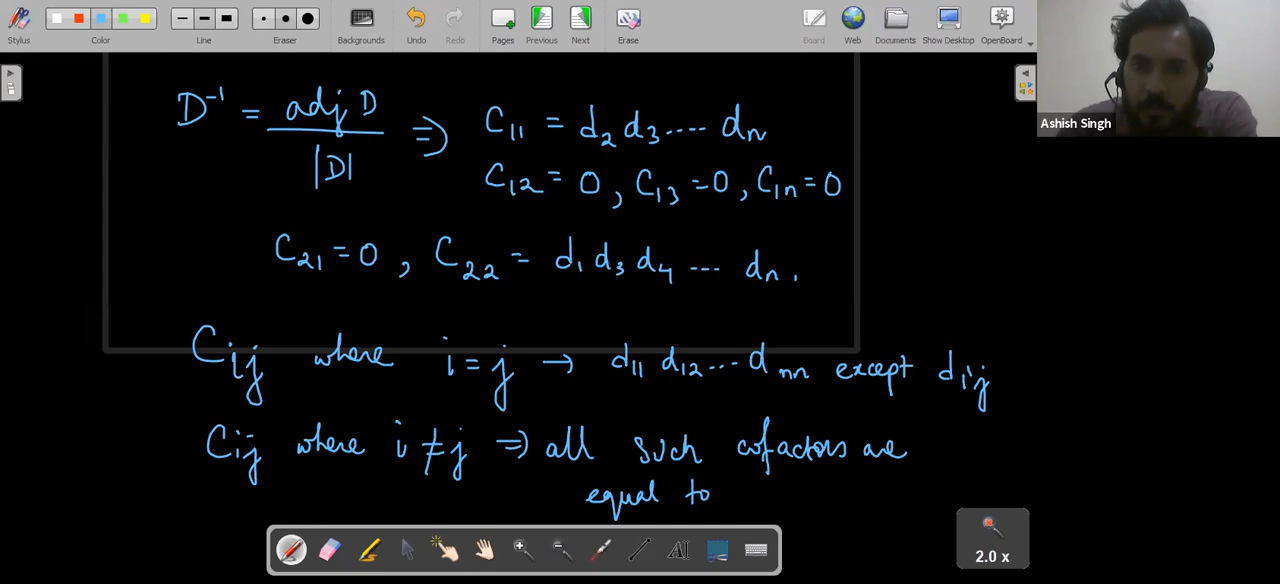 Stylus Color Line Eraser Backgrounds Undo Redo Pages Previous Next Erase Board Web Documents Show Desktop OpenBoard
Ashish Singh
D⁻¹ = adj D / |D| ⇒ C₁₁ = d₂ d₃ .... dₙ
C₁₂ = 0 , C₁₃ = 0 , C₁ₙ = 0
C₂₁ = 0 , C₂₂ = d₁ d₃ d₄ ... dₙ .
Cᵢⱼ where i = j → d₁₁ d₁₂ ... dₙₙ except dᵢⱼ
Cᵢⱼ where i ≠ j ⇒ all such cofactors are
equal to
AI
2.0 x